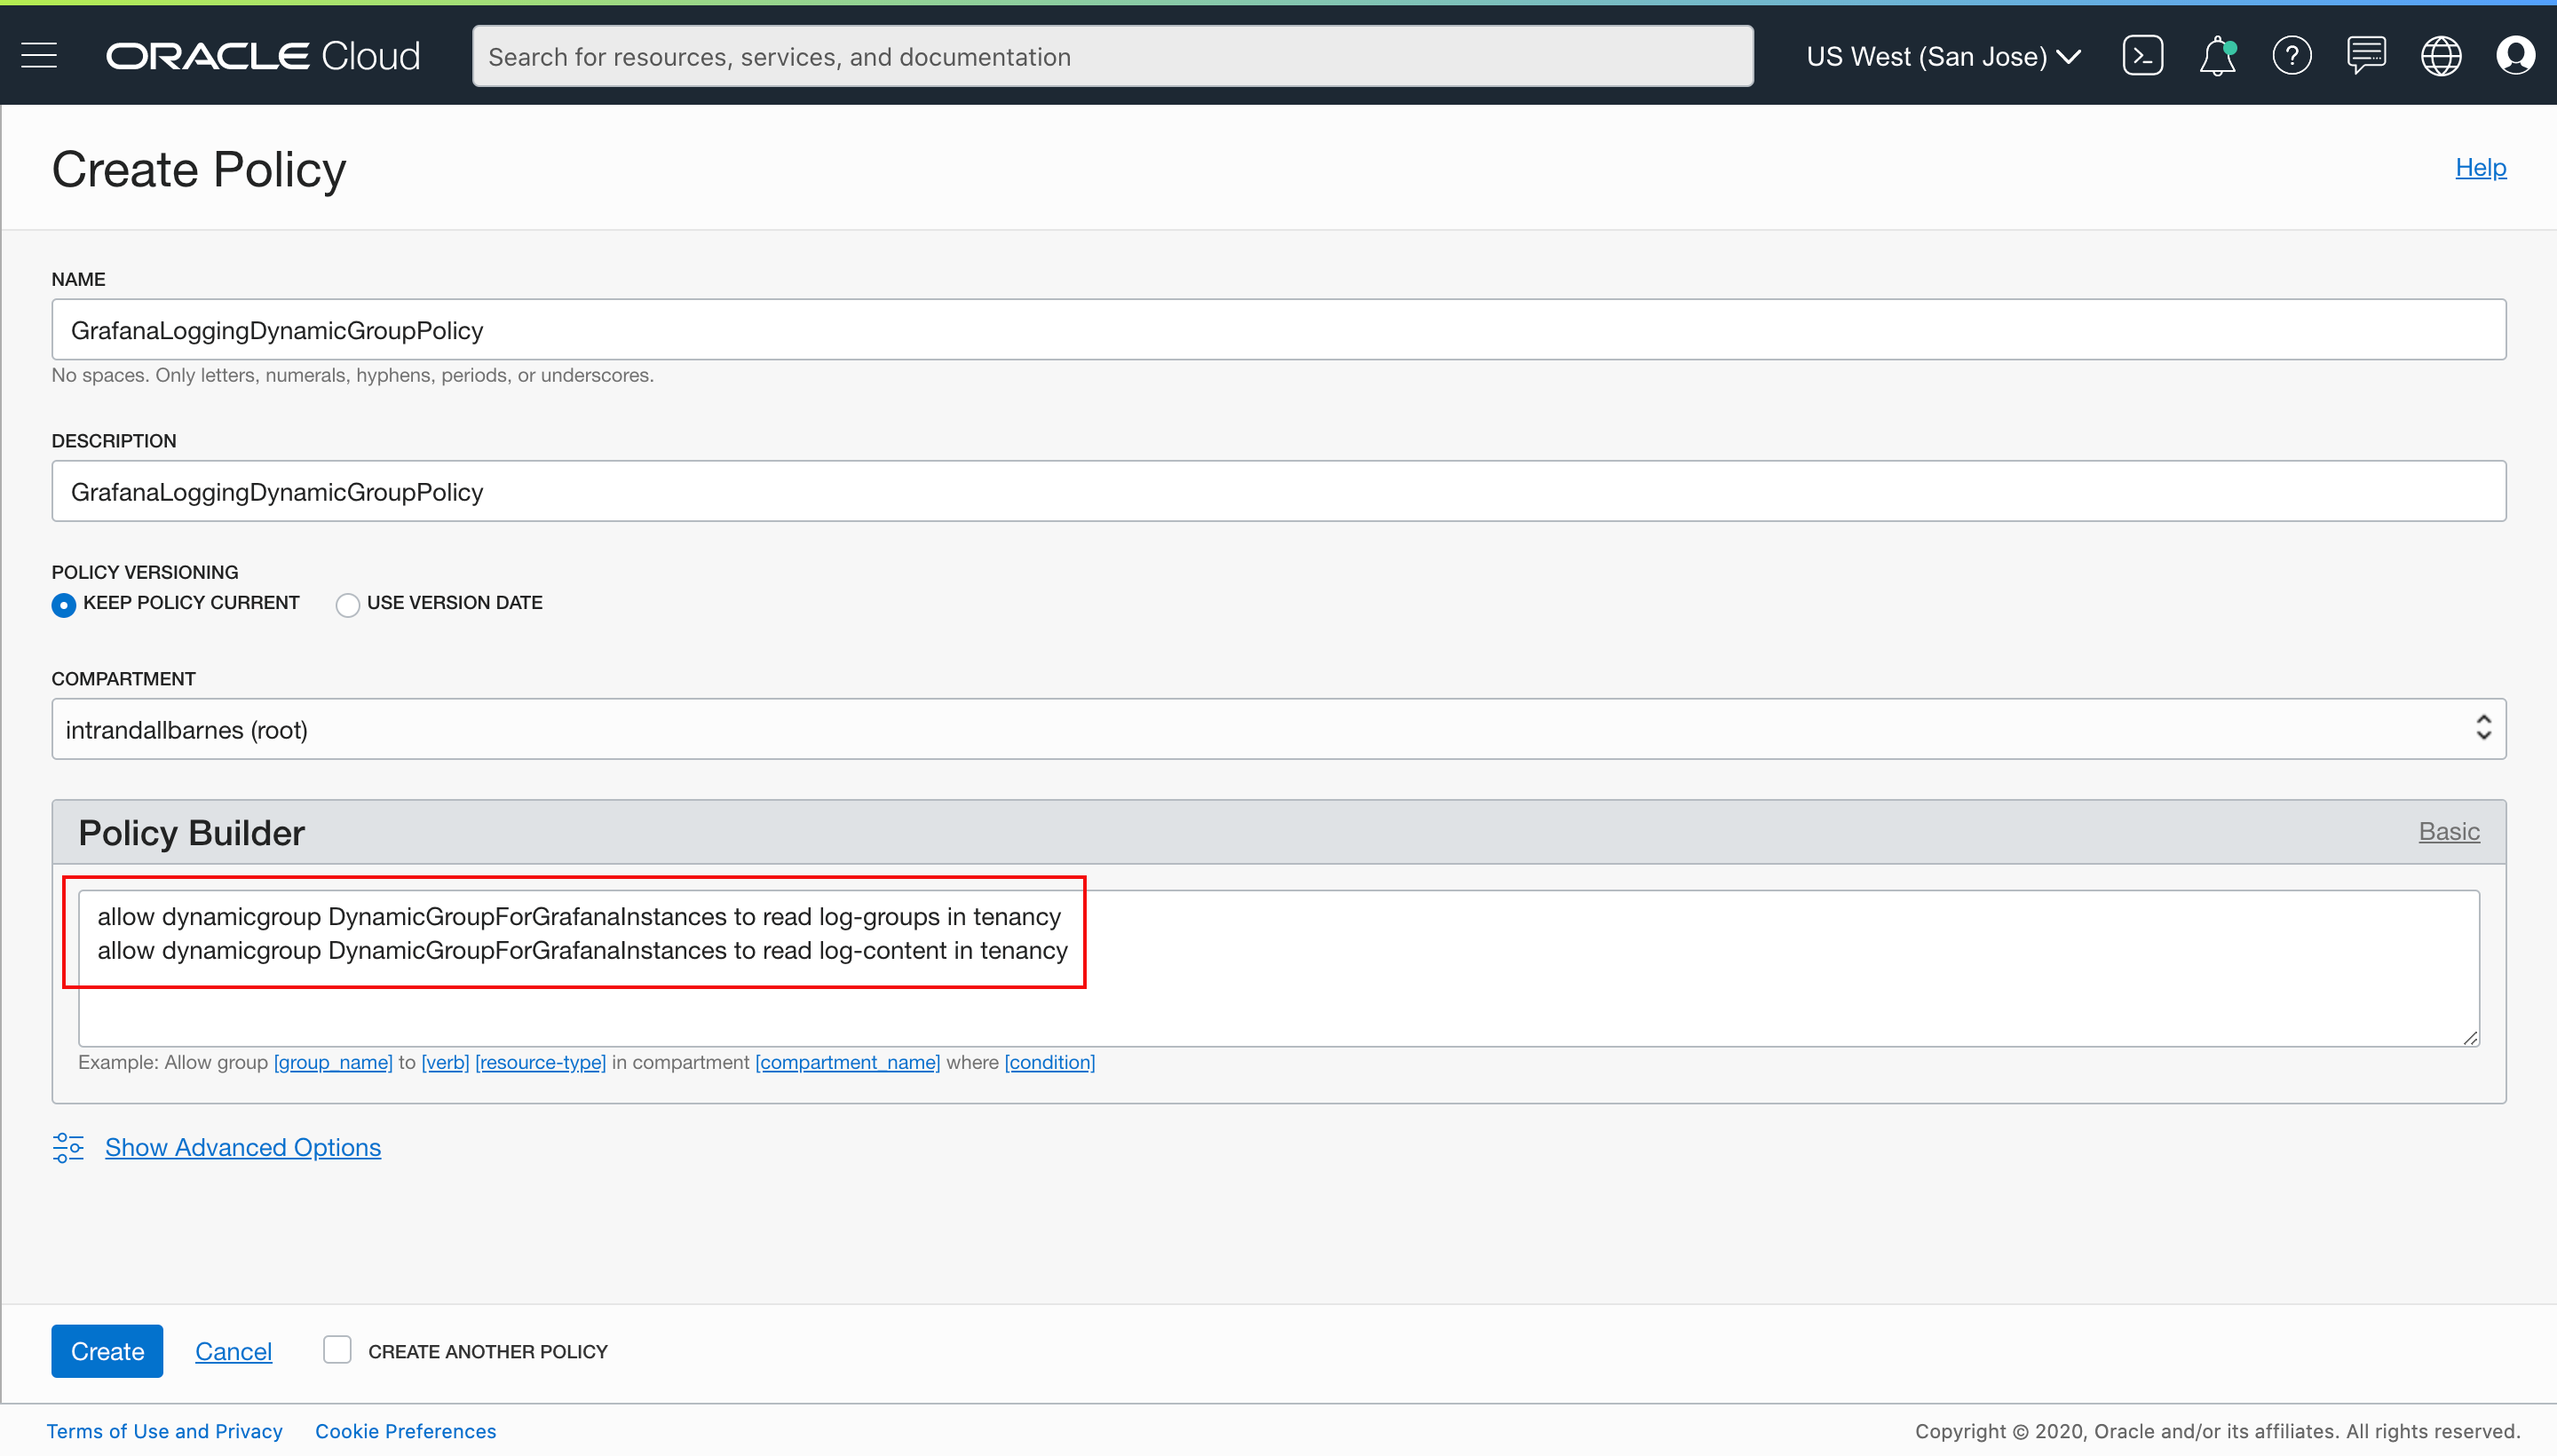 ORACLE Cloud
Search for resources, services, and documentation
US West (San Jose)
Create Policy
Help
NAME
GrafanaLoggingDynamicGroupPolicy
No spaces. Only letters, numerals, hyphens, periods, or underscores.
DESCRIPTION
GrafanaLoggingDynamicGroupPolicy
POLICY VERSIONING
KEEP POLICY CURRENT
USE VERSION DATE
COMPARTMENT
intrandallbarnes (root)
Policy Builder
Basic
allow dynamicgroup DynamicGroupForGrafanaInstances to read log-groups in tenancy
allow dynamicgroup DynamicGroupForGrafanaInstances to read log-content in tenancy
Example: Allow group [group_name] to [verb] [resource-type] in compartment [compartment_name] where [condition]
Show Advanced Options
Create
Cancel
CREATE ANOTHER POLICY
Terms of Use and Privacy
Cookie Preferences
Copyright © 2020, Oracle and/or its affiliates. All rights reserved.